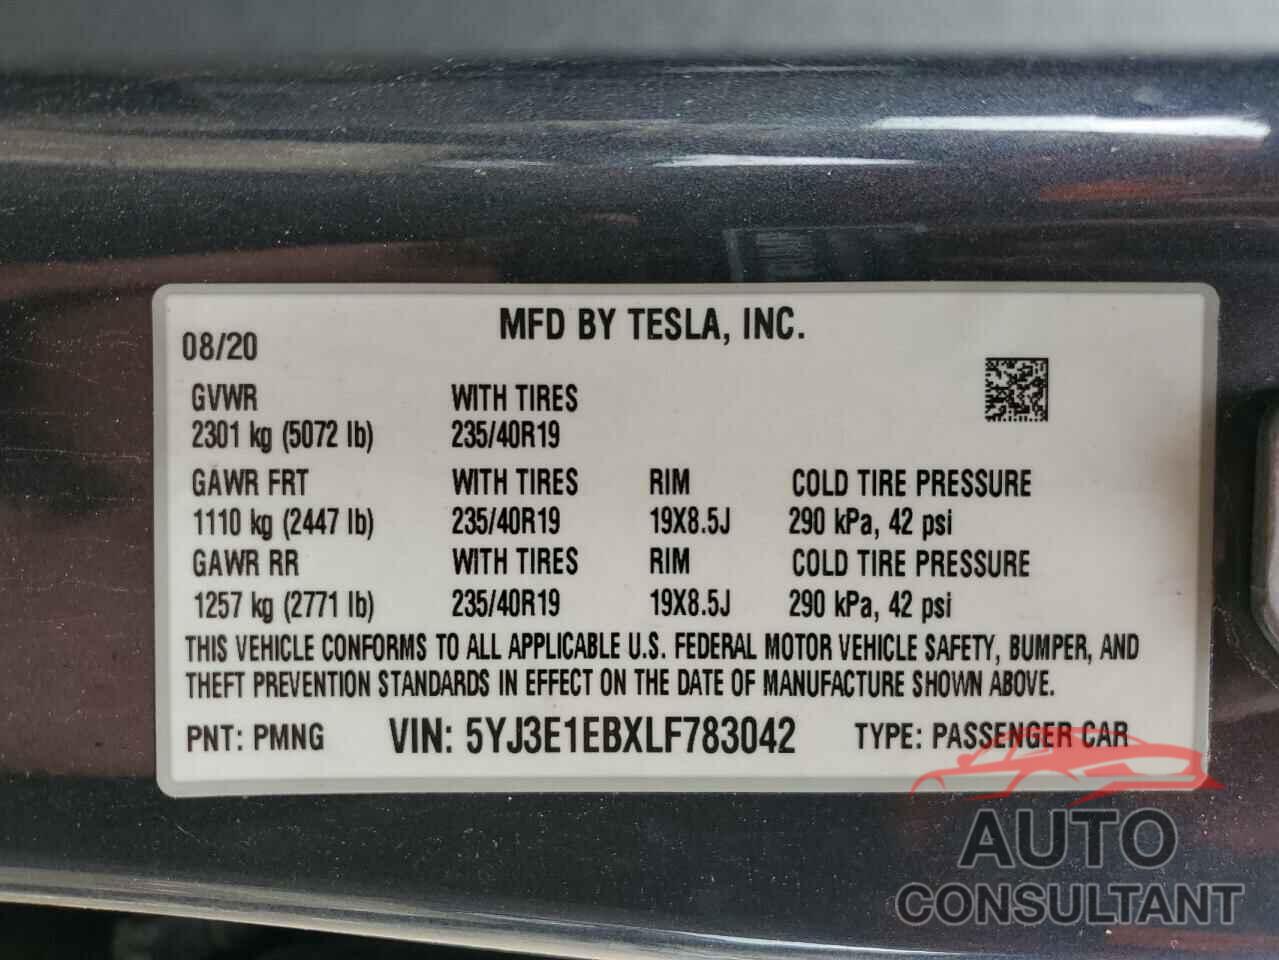 MFD BY TESLA, INC.
08/20
GVWR WITH TIRES
2301 kg (5072 lb) 235/40R19
GAWR FRT WITH TIRES RIM COLD TIRE PRESSURE
1110 kg (2447 lb) 235/40R19 19X8.5J 290 kPa, 42 psi
GAWR RR WITH TIRES RIM COLD TIRE PRESSURE
1257 kg (2771 lb) 235/40R19 19X8.5J 290 kPa, 42 psi
THIS VEHICLE CONFORMS TO ALL APPLICABLE U.S. FEDERAL MOTOR VEHICLE SAFETY, BUMPER, AND
THEFT PREVENTION STANDARDS IN EFFECT ON THE DATE OF MANUFACTURE SHOWN ABOVE.
PNT: PMNG VIN: 5YJ3E1EBXLF783042 TYPE: PASSENGER CAR
AUTO
CONSULTANT